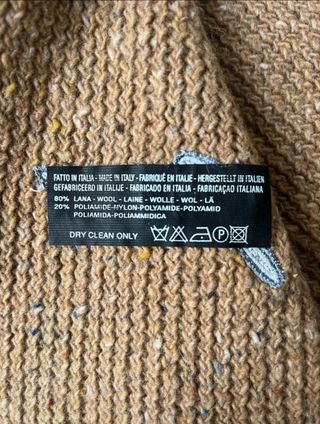 FATTO IN ITALIA - MADE IN ITALY - FABRIQUÉ EN ITALIE - HERGESTELLT IN ITALIEN
GEFABRICEERD IN ITALIJE - FABRICADO EN ITALIA - FABRICAÇAO ITALIANA
80% LANA - WOOL - LAINE - WOLLE - WOL - LÃ
20% POLIAMIDE-NYLON-POLYAMIDE-POLYAMID
POLIAMIDA-POLIAMMIDICA
DRY CLEAN ONLY P